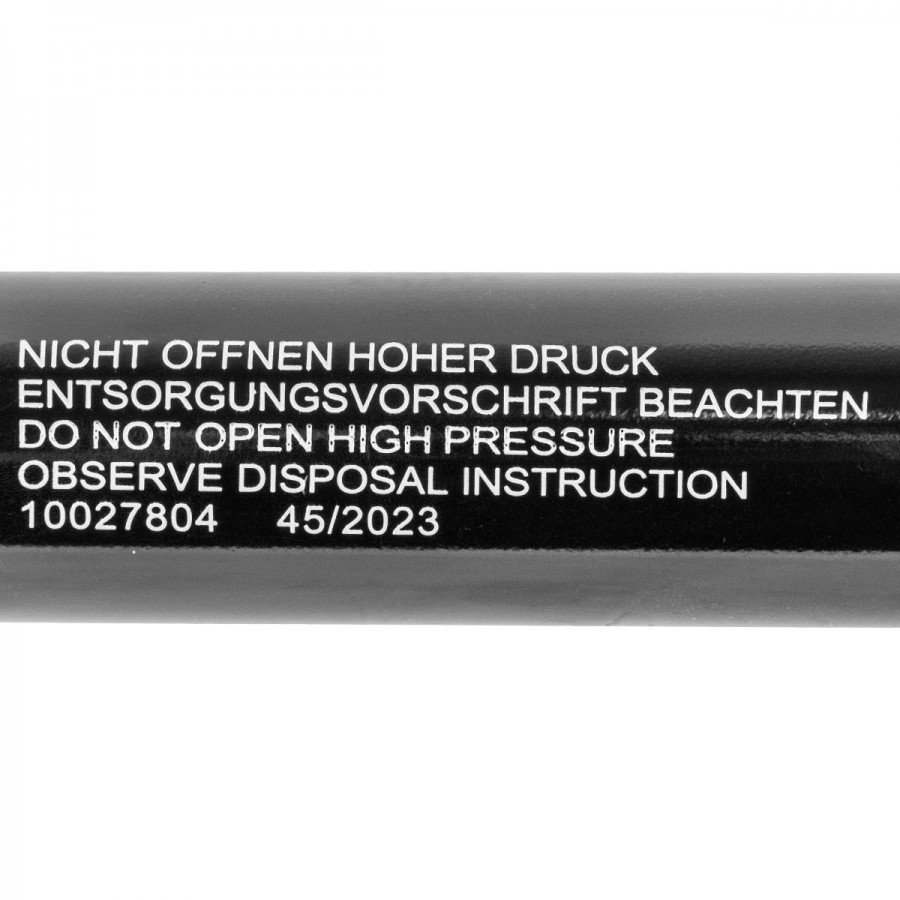 NICHT OFFNEN HOHER DRUCK
ENTSORGUNGSVORSCHRIFT BEACHTEN
DO NOT OPEN HIGH PRESSURE
OBSERVE DISPOSAL INSTRUCTION
10027804 45/2023